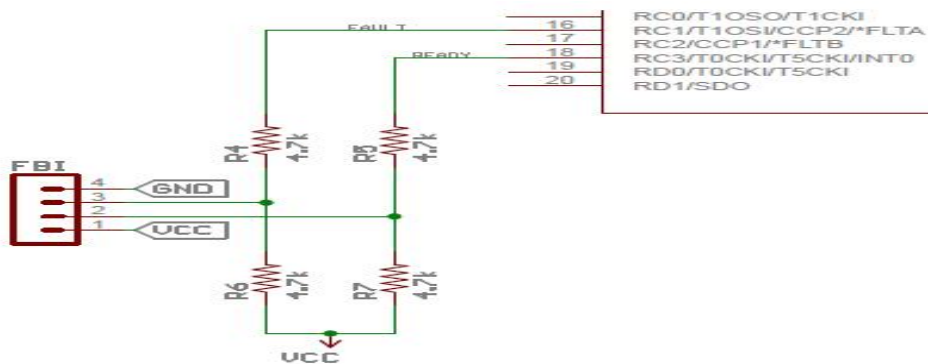 RC0/T1OSO/T1CKI
FAULT 16 RC1/T1OSI/CCP2/*FLTA
17 RC2/CCP1/*FLTB
READY 18 RC3/T0CKI/T5CKI/INT0
19 RD0/T0CKI/T5CKI
20 RD1/SDO
R4 4.7k R5 4.7k
FBI
4 GND
3
2
1 VCC
R6 4.7k R7 4.7k
VCC